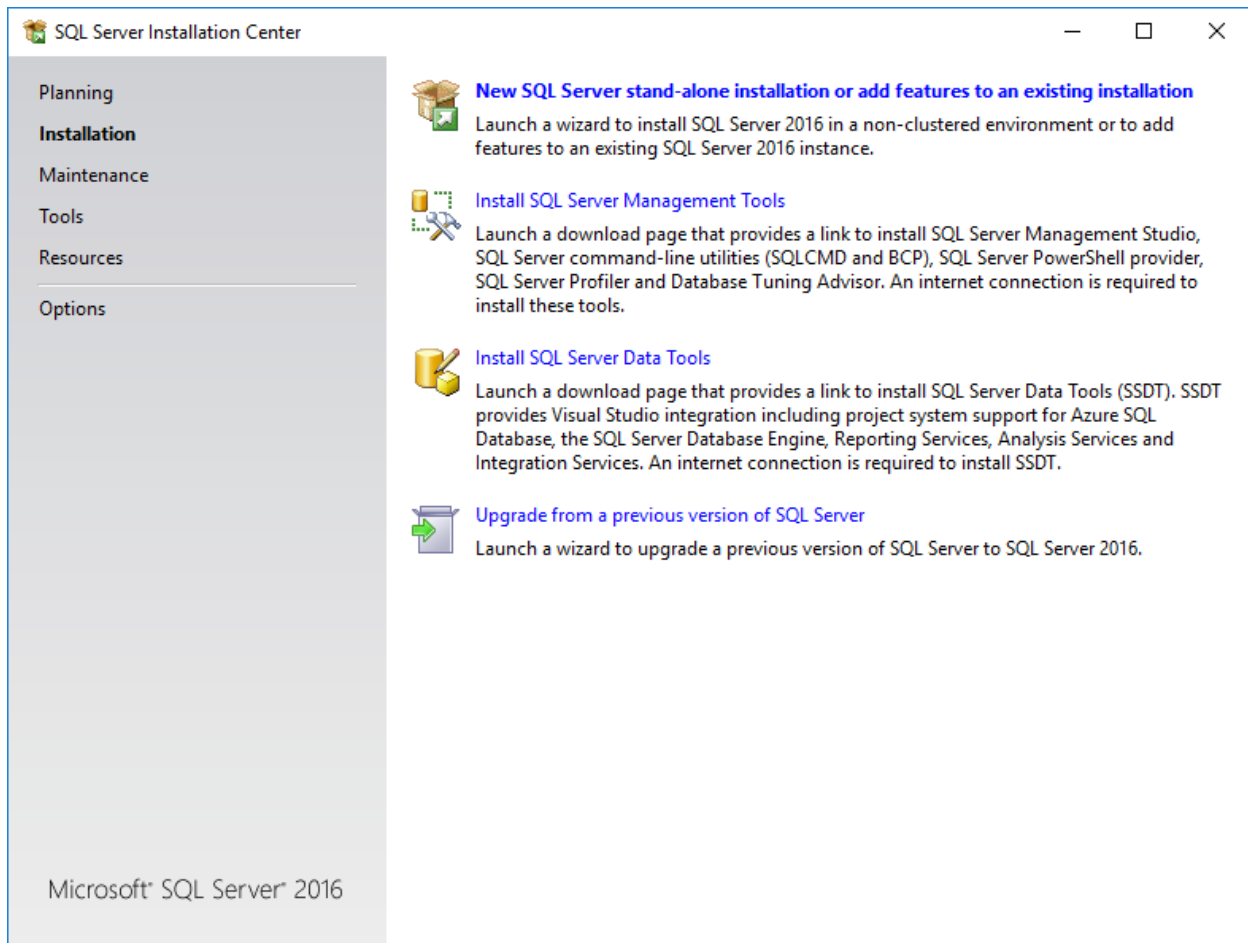 SQL Server Installation Center
Planning
Installation
Maintenance
Tools
Resources
Options
Microsoft® SQL Server® 2016
New SQL Server stand-alone installation or add features to an existing installation
Launch a wizard to install SQL Server 2016 in a non-clustered environment or to add
features to an existing SQL Server 2016 instance.
Install SQL Server Management Tools
Launch a download page that provides a link to install SQL Server Management Studio,
SQL Server command-line utilities (SQLCMD and BCP), SQL Server PowerShell provider,
SQL Server Profiler and Database Tuning Advisor. An internet connection is required to
install these tools.
Install SQL Server Data Tools
Launch a download page that provides a link to install SQL Server Data Tools (SSDT). SSDT
provides Visual Studio integration including project system support for Azure SQL
Database, the SQL Server Database Engine, Reporting Services, Analysis Services and
Integration Services. An internet connection is required to install SSDT.
Upgrade from a previous version of SQL Server
Launch a wizard to upgrade a previous version of SQL Server to SQL Server 2016.